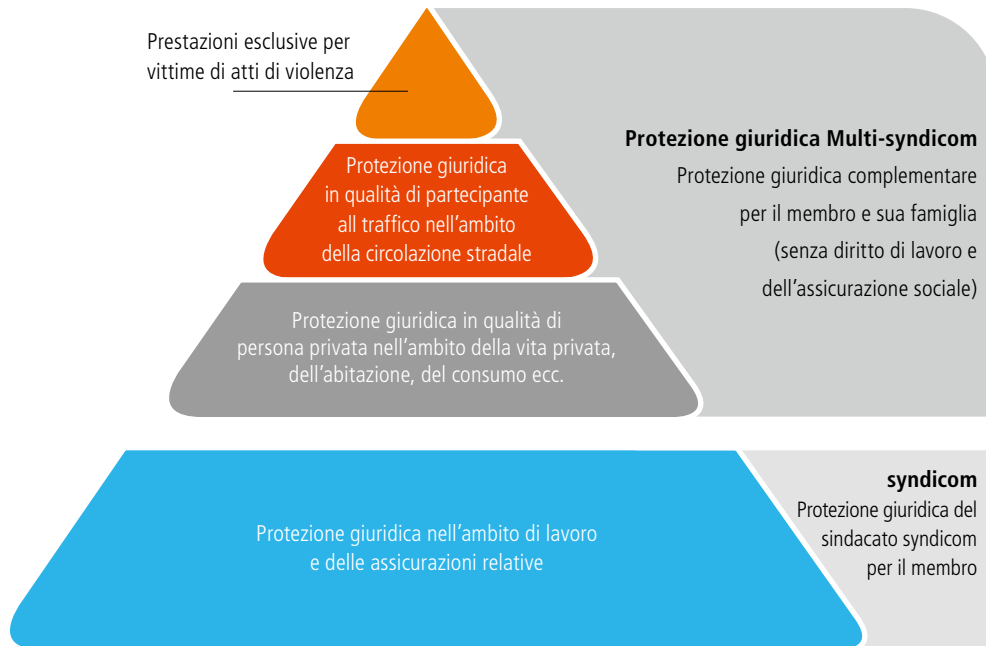 Prestazioni esclusive per
vittime di atti di violenza
Protezione giuridica
in qualità di partecipante
all traffico nell’ambito
della circolazione stradale
Protezione giuridica in qualità di
persona privata nell’ambito della vita privata,
dell’abitazione, del consumo ecc.
Protezione giuridica Multi-syndicom
Protezione giuridica complementare
per il membro e sua famiglia
(senza diritto di lavoro e
dell’assicurazione sociale)
Protezione giuridica nell’ambito di lavoro
e delle assicurazioni relative
syndicom
Protezione giuridica del
sindacato syndicom
per il membro